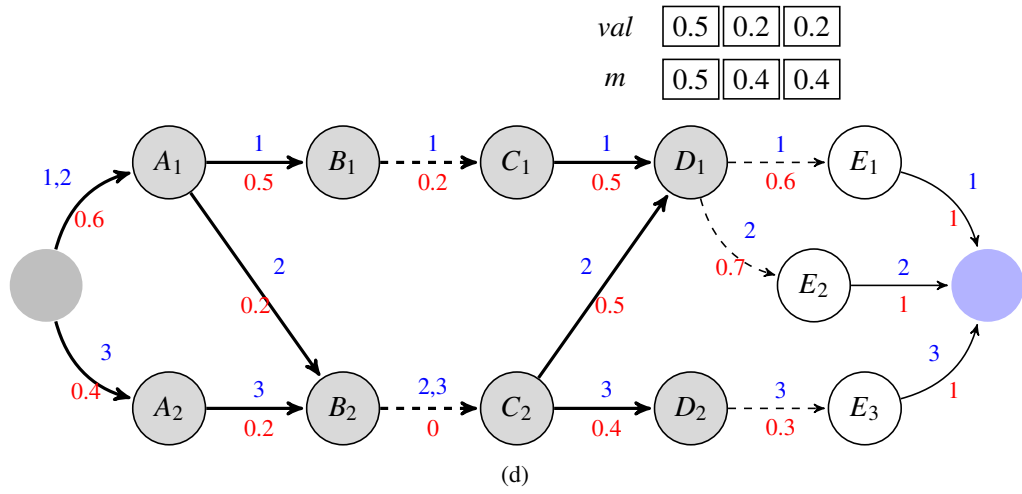 val 0.5 0.2 0.2
m 0.5 0.4 0.4
1 1 1 1
A1 B1 C1 D1 E1
0.5 0.2 0.5 0.6
1,2 1
0.6 1
2 2 2
0.2 0.5 0.7
E2 2
1
3 3
0.4 1
3 2,3 3 3
A2 B2 C2 D2 E3
0.2 0 0.4 0.3
(d)